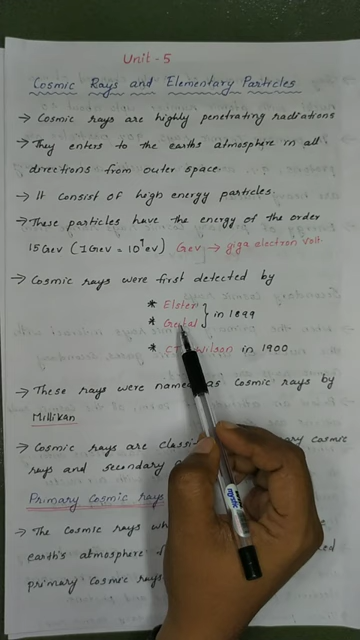 Unit - 5
Cosmic Rays and Elementary Particles
→ Cosmic rays are highly penetrating radiations
→ They enters to the earths atmosphere in all
directions from outer space.
→ It consist of high energy particles.
→ These particles have the energy of the order
15 GeV (1 GeV = 10⁹ eV) GeV → giga electron volt.
→ Cosmic rays were first detected by
* Elster
* Geital } in 1899
* Wilson in 1900
→ These rays were named as cosmic rays by
Millikan
→ Cosmic rays are cosmic
rays and secondary
Primary Cosmic rays
→ The cosmic rays
earth's atmosphere
primary cosmic rays